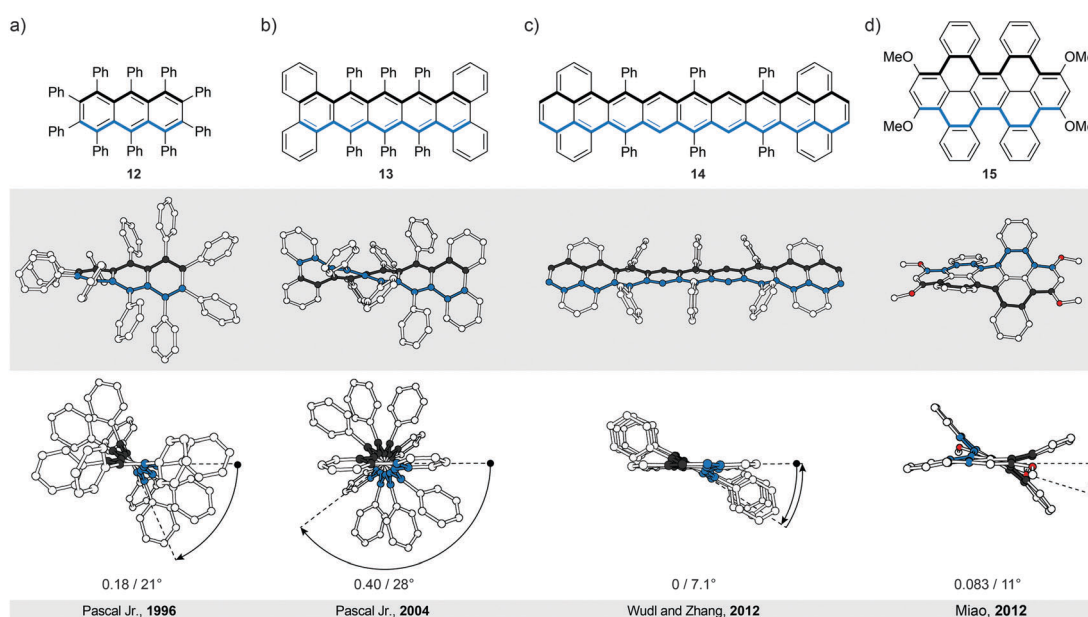 a)
b)
c)
d)
Ph Ph Ph
Ph Ph
Ph Ph
Ph Ph Ph
12
Ph Ph Ph
Ph Ph Ph
13
Ph Ph
Ph Ph
14
MeO OMe
MeO OMe
15
0.18 / 21°
0.40 / 28°
0 / 7.1°
0.083 / 11°
Pascal Jr., 1996
Pascal Jr., 2004
Wudl and Zhang, 2012
Miao, 2012